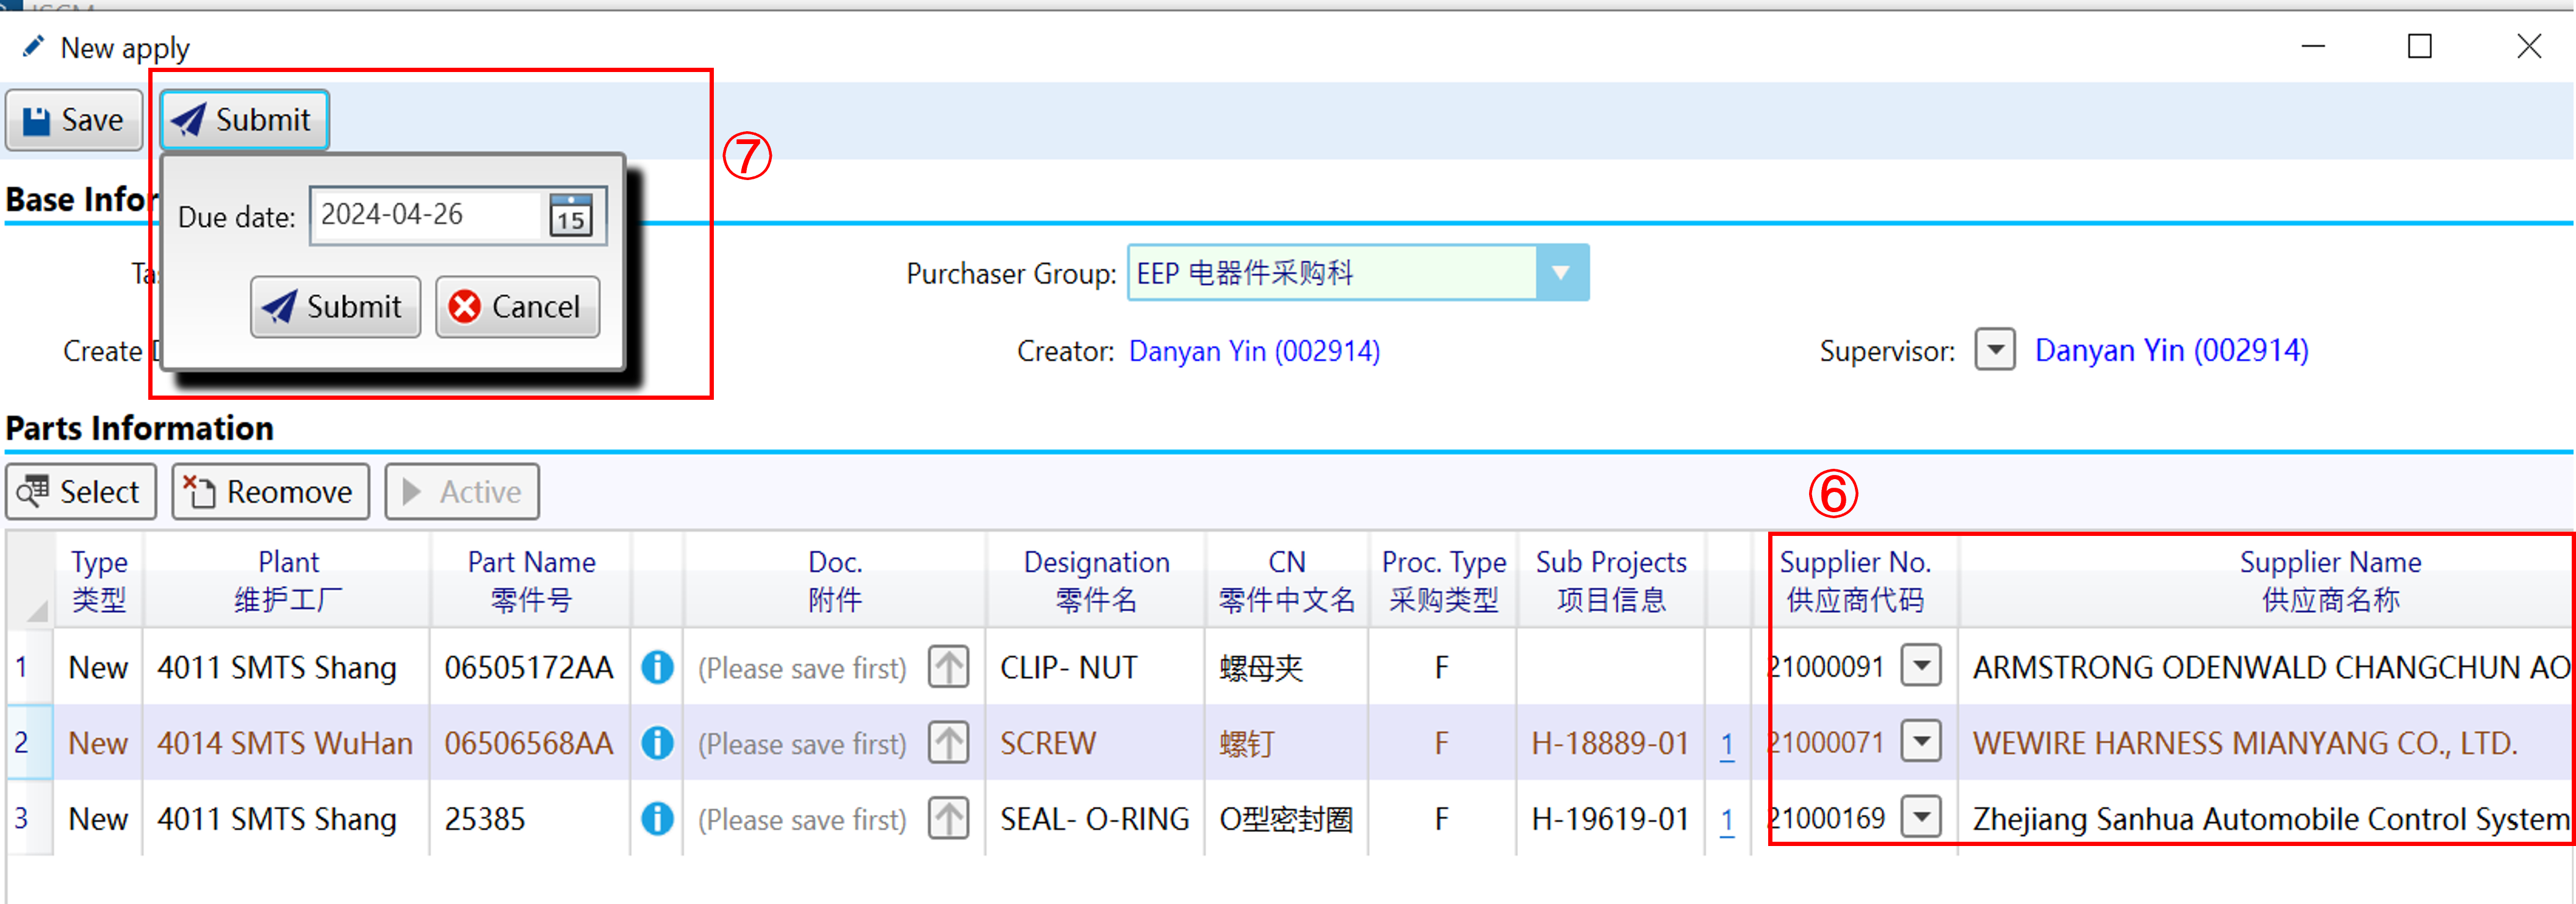 New apply
Save
Submit
⑦
Base Infor
Due date: 2024-04-26
15
Submit
Cancel
Purchaser Group: EEP 电器件采购科
Create
Creator: Danyan Yin (002914)
Supervisor: Danyan Yin (002914)
Parts Information
Select
Reomove
Active
⑥
Type Plant Part Name Doc. Designation CN Proc. Type Sub Projects Supplier No. Supplier Name
类型 维护工厂 零件号 附件 零件名 零件中文名 采购类型 项目信息 供应商代码 供应商名称
1 New 4011 SMTS Shang 06505172AA (Please save first) CLIP- NUT 螺母夹 F 21000091 ARMSTRONG ODENWALD CHANGCHUN AO
2 New 4014 SMTS WuHan 06506568AA (Please save first) SCREW 螺钉 F H-18889-01 1 21000071 WEWIRE HARNESS MIANYANG CO., LTD.
3 New 4011 SMTS Shang 25385 (Please save first) SEAL- O-RING O型密封圈 F H-19619-01 1 21000169 Zhejiang Sanhua Automobile Control System